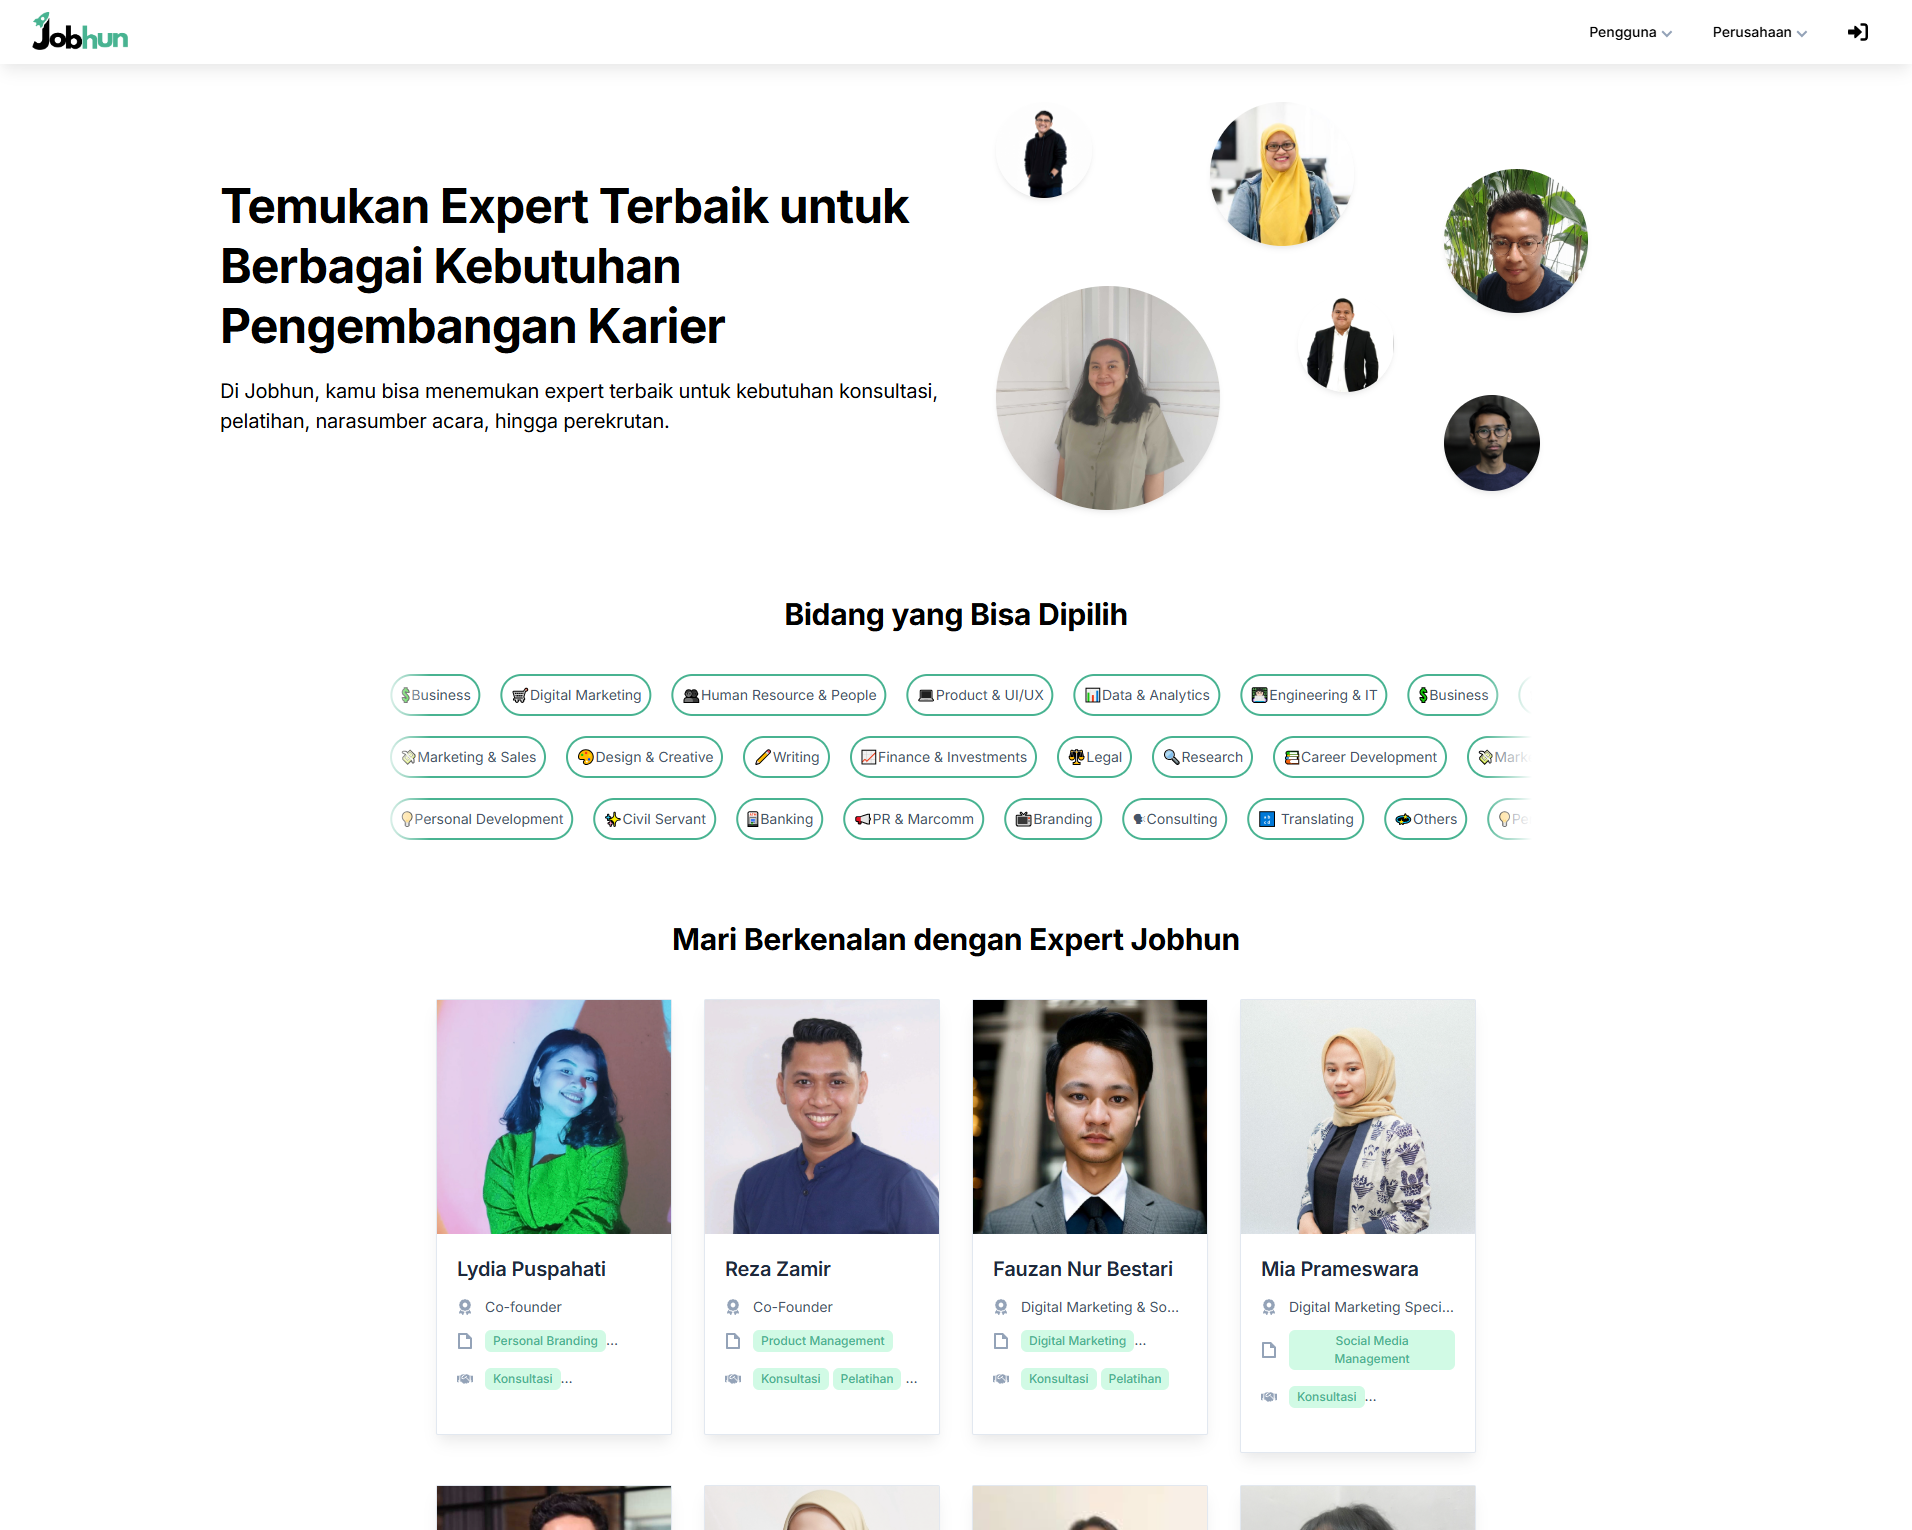 Jobhun
Pengguna
Perusahaan
Temukan Expert Terbaik untuk
Berbagai Kebutuhan
Pengembangan Karier
Di Jobhun, kamu bisa menemukan expert terbaik untuk kebutuhan konsultasi,
pelatihan, narasumber acara, hingga perekrutan.
Bidang yang Bisa Dipilih
Business Digital Marketing Human Resource & People Product & UI/UX Data & Analytics Engineering & IT Business
Marketing & Sales Design & Creative Writing Finance & Investments Legal Research Career Development Mark
Personal Development Civil Servant Banking PR & Marcomm Branding Consulting Translating Others Pe
Mari Berkenalan dengan Expert Jobhun
Lydia Puspahati
Co-founder
Personal Branding ...
Konsultasi ...
Reza Zamir
Co-Founder
Product Management
Konsultasi Pelatihan ...
Fauzan Nur Bestari
Digital Marketing & So...
Digital Marketing ...
Konsultasi Pelatihan
Mia Prameswara
Digital Marketing Speci...
Social Media
Management
Konsultasi ...